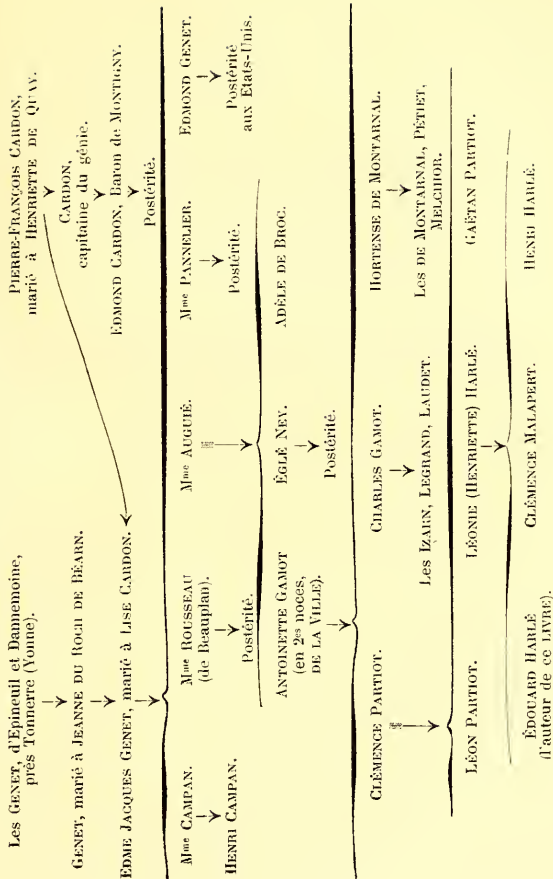 Les GENET, d'Epineuil et Dannemoine,
près Tonnerre (Yonne).
GENET, marié à JEANNE DU ROCH DE BÉARN.
EDME JACQUES GENET, marié à LISE CARDON.
PIERRE-FRANÇOIS CARDON,
marié à HENRIETTE DE QUAY.
CARDON,
capitaine du génie.
EDMOND CARDON, Baron de MONTIGNY.
Postérité.
Mme CAMPAN.
HENRI CAMPAN.
Mme ROUSSEAU
(de Beauplan).
Postérité.
Mme AUGUIÉ.
Mme PANNELIER.
Postérité.
EDMOND GENET.
Postérité
aux Etats-Unis.
ANTOINETTE GAMOT
(en 2es noces,
DE LA VILLE).
ÉGLÉ NEY.
Postérité.
ADÈLE DE BROC.
CLÉMENCE PARTIOT.
CHARLES GAMOT.
Les IZARN, LEGRAND, LAUDET.
HORTENSE DE MONTARNAL.
Les DE MONTARNAL, PÉTIET,
MELCHIOR.
LÉON PARTIOT.
LÉONIE (HENRIETTE) HARLÉ.
GAËTAN PARTIOT.
ÉDOUARD HARLÉ
(l'auteur de ce LIVRE).
CLÉMENCE MALAPERT.
HENRI HARLÉ.